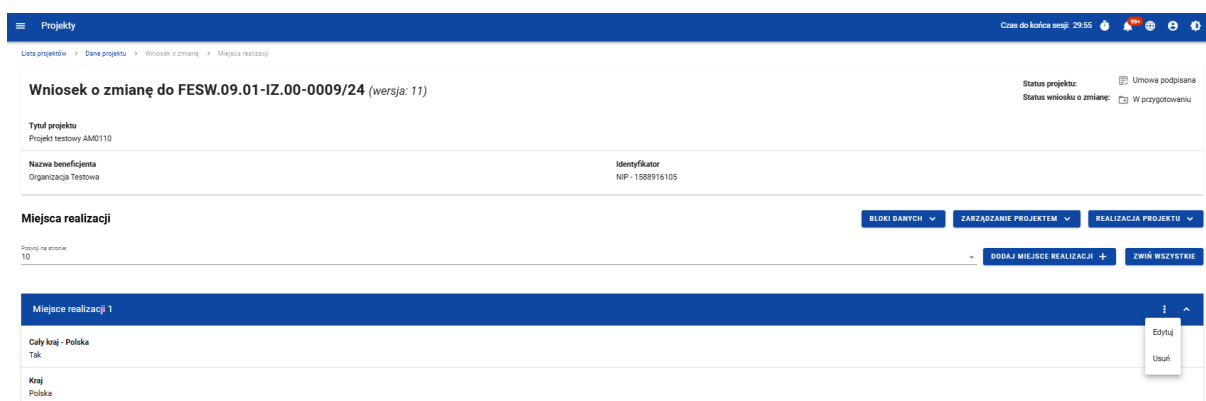 Projekty
Czas do końca sesji: 29:55
99+
Lista projektów > Dane projektu > Wniosek o zmianę > Miejsca realizacji
Wniosek o zmianę do FESW.09.01-IZ.00-0009/24 (wersja: 11)
Status projektu: Umowa podpisana
Status wniosku o zmianę: W przygotowaniu
Tytuł projektu
Projekt testowy AM0110
Nazwa beneficjenta
Organizacja Testowa
Identyfikator
NIP - 1588916105
Miejsca realizacji
BLOKI DANYCH
ZARZĄDZANIE PROJEKTEM
REALIZACJA PROJEKTU
Pozycji na stronie:
10
DODAJ MIEJSCE REALIZACJI +
ZWIŃ WSZYSTKIE
Miejsce realizacji 1
Edytuj
Usuń
Cały kraj - Polska
Tak
Kraj
Polska